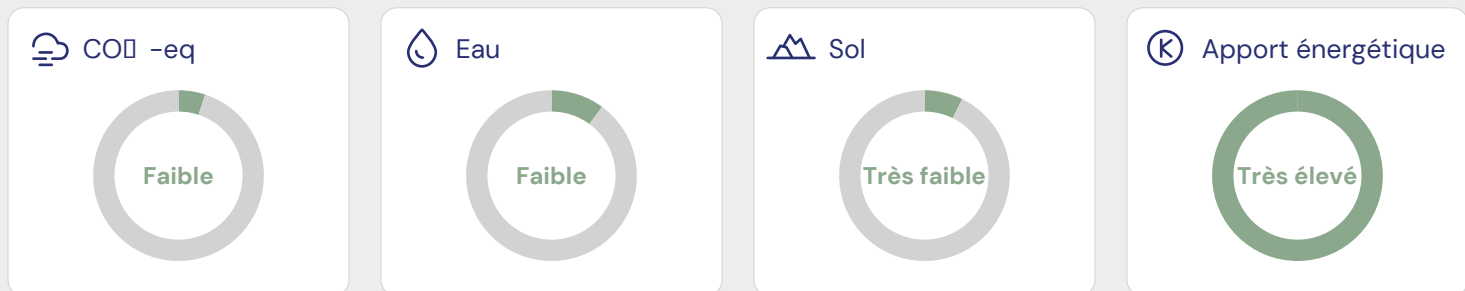 CO▯ -eq
Faible
Eau
Faible
Sol
Très faible
Apport énergétique
Très élevé